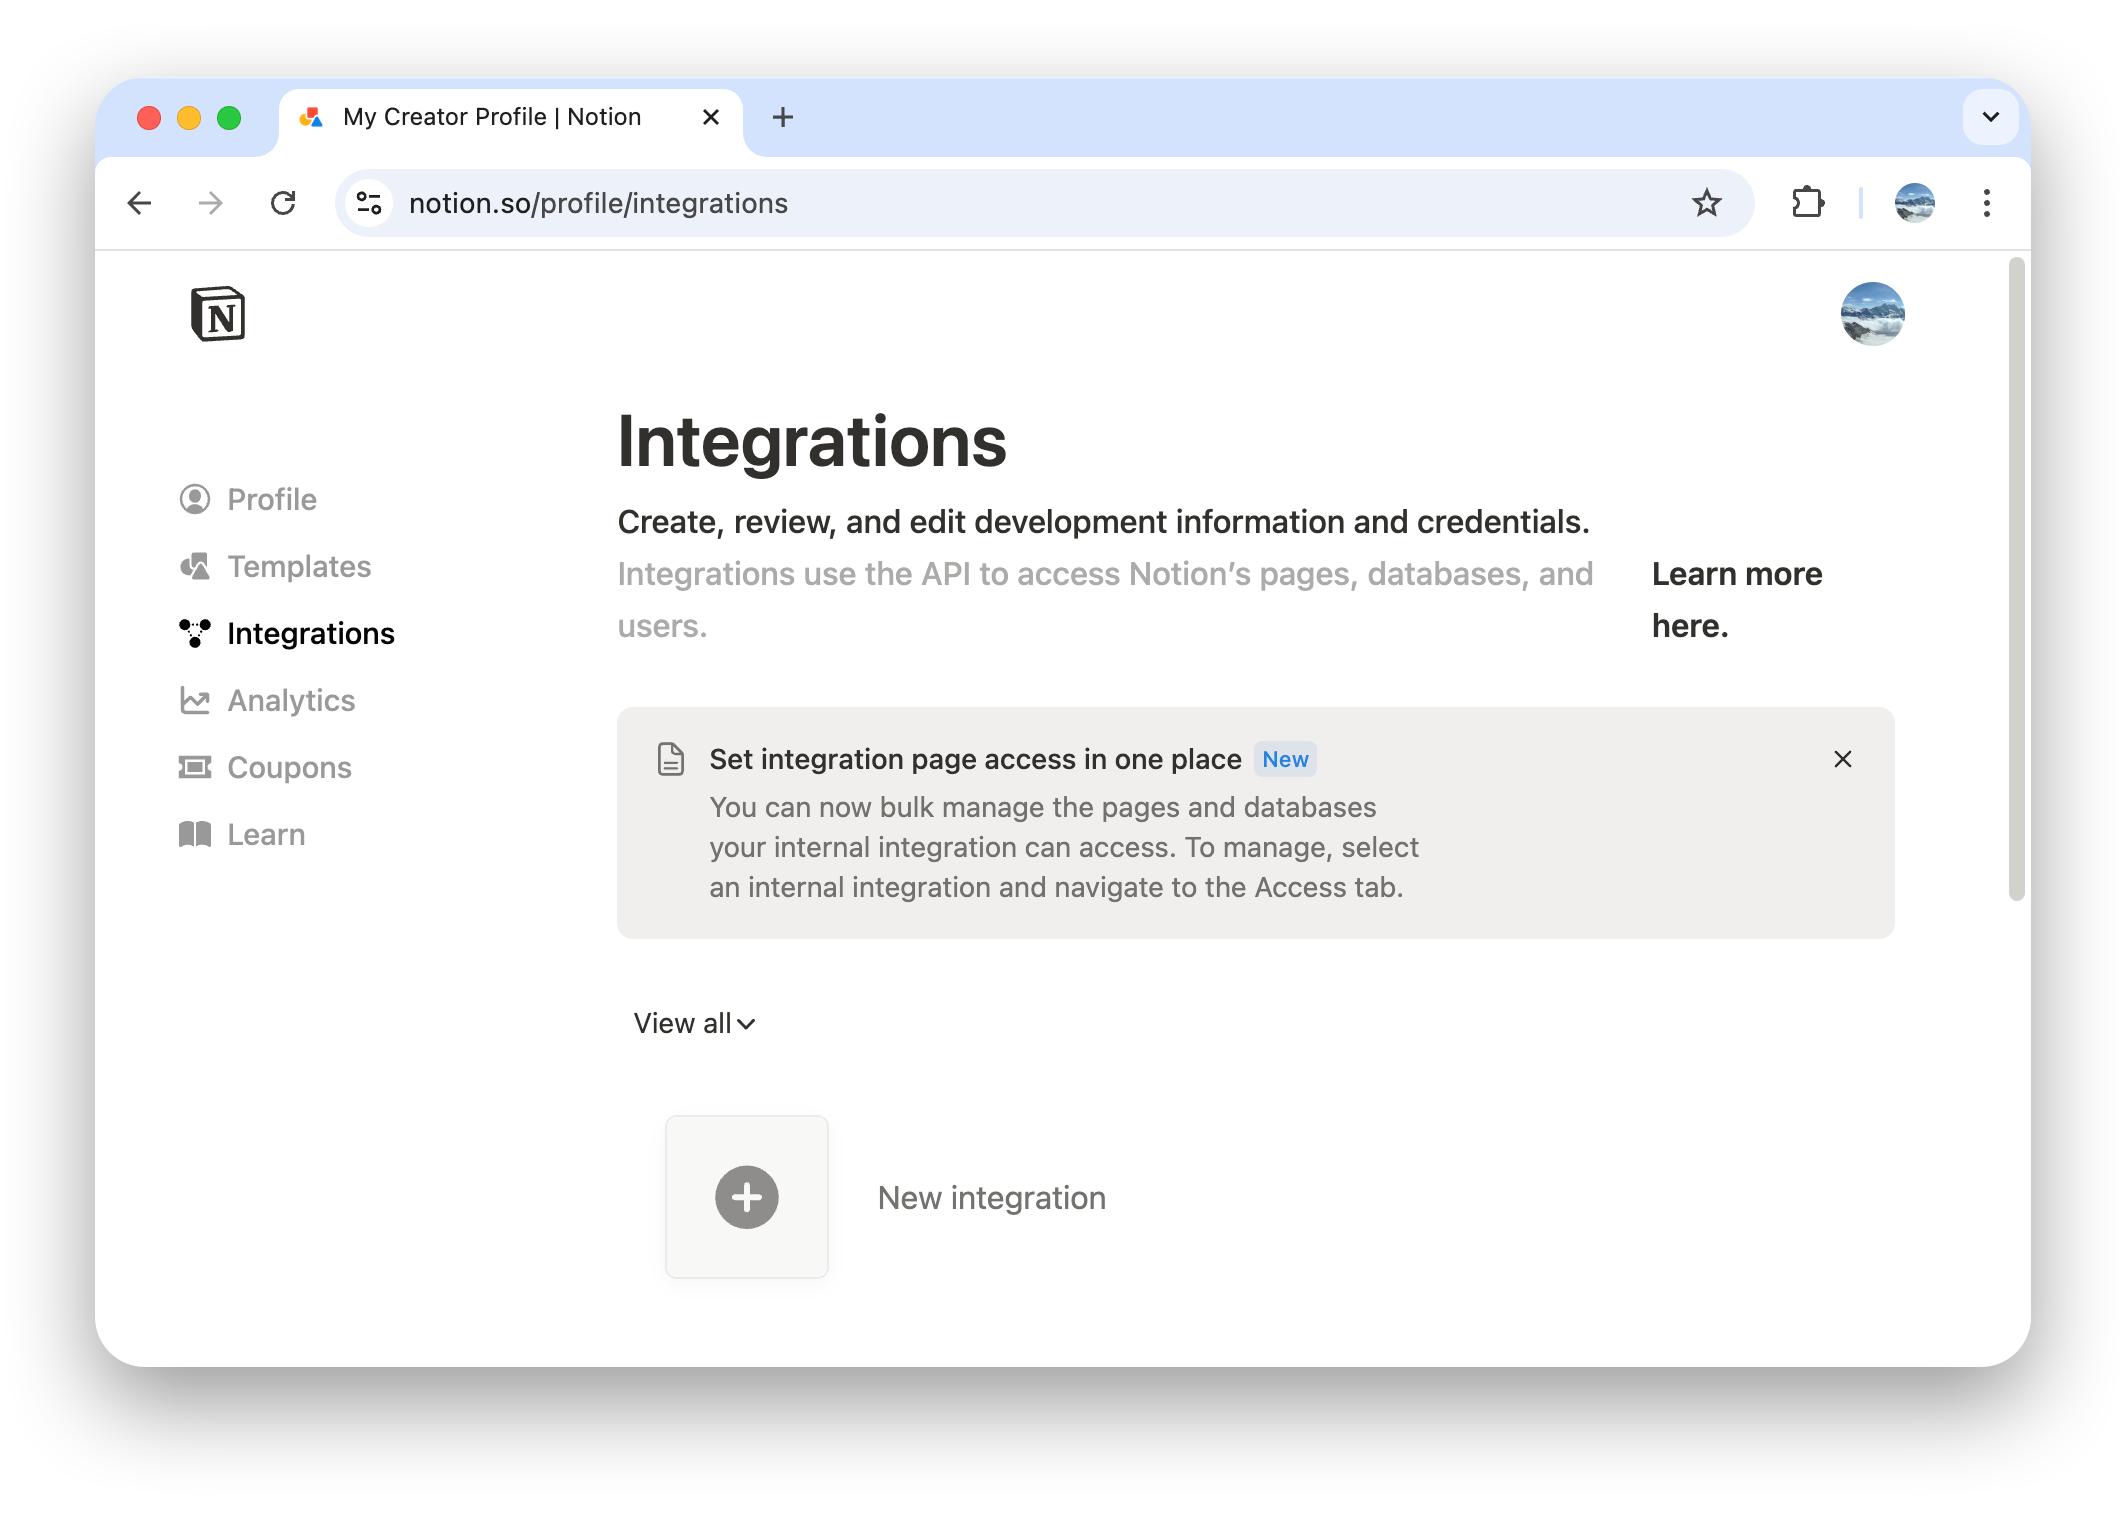 My Creator Profile | Notion
notion.so/profile/integrations
N
Profile
Templates
Integrations
Analytics
Coupons
Learn
Integrations
Create, review, and edit development information and credentials.
Integrations use the API to access Notion’s pages, databases, and
users.
Learn more
here.
Set integration page access in one place New
You can now bulk manage the pages and databases
your internal integration can access. To manage, select
an internal integration and navigate to the Access tab.
View all
New integration